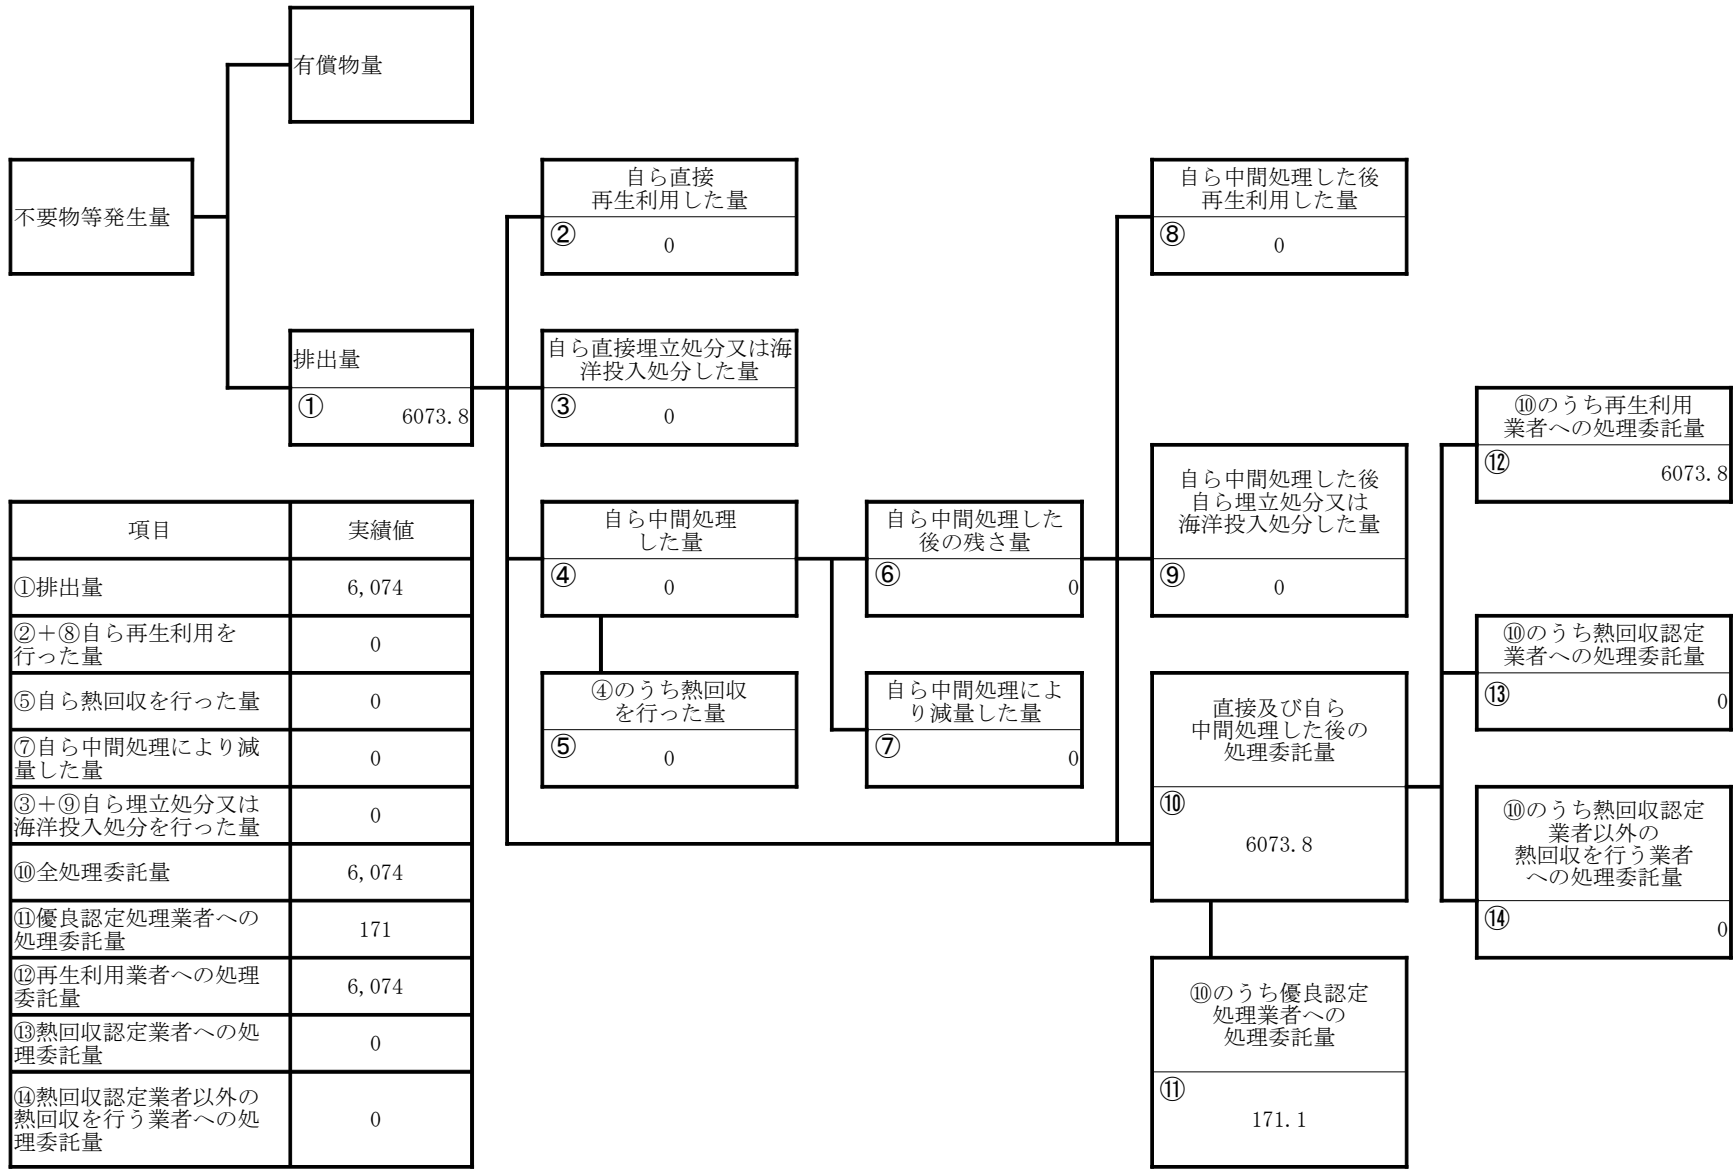 有償物量
不要物等発生量
自ら直接
再生利用した量
②
0
自ら中間処理した後
再生利用した量
⑧
0
排出量
①
6073.8
自ら直接埋立処分又は海
洋投入処分した量
③
0
⑩のうち再生利用
業者への処理委託量
⑫
6073.8
自ら中間処理
した量
④
0
自ら中間処理した
後の残さ量
⑥
0
自ら中間処理した後
自ら埋立処分又は
海洋投入処分した量
⑨
0
⑩のうち熱回収認定
業者への処理委託量
⑬
0
④のうち熱回収
を行った量
⑤
0
自ら中間処理によ
り減量した量
⑦
0
直接及び自ら
中間処理した後の
処理委託量
⑩
6073.8
⑩のうち熱回収認定
業者以外の
熱回収を行う業者
への処理委託量
⑭
0
⑩のうち優良認定
処理業者への
処理委託量
⑪
171.1
項目 実績値
①排出量 6,074
②＋⑧自ら再生利用を
行った量 0
⑤自ら熱回収を行った量 0
⑦自ら中間処理により減
量した量 0
③＋⑨自ら埋立処分又は
海洋投入処分を行った量 0
⑩全処理委託量 6,074
⑪優良認定処理業者への
処理委託量 171
⑫再生利用業者への処理
委託量 6,074
⑬熱回収認定業者への処
理委託量 0
⑭熱回収認定業者以外の
熱回収を行う業者への処
理委託量 0